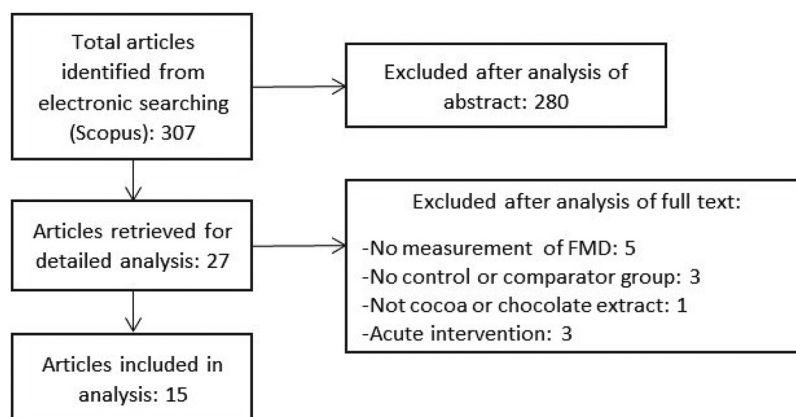 Total articles
identified from
electronic searching
(Scopus): 307
Excluded after analysis of
abstract: 280
Articles retrieved for
detailed analysis: 27
Excluded after analysis of full text:
-No measurement of FMD: 5
-No control or comparator group: 3
-Not cocoa or chocolate extract: 1
-Acute intervention: 3
Articles included in
analysis: 15